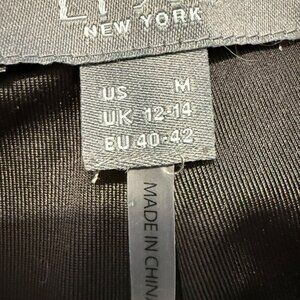 NEW YORK
US M
UK 12-14
EU 40-42
MADE IN CHINA